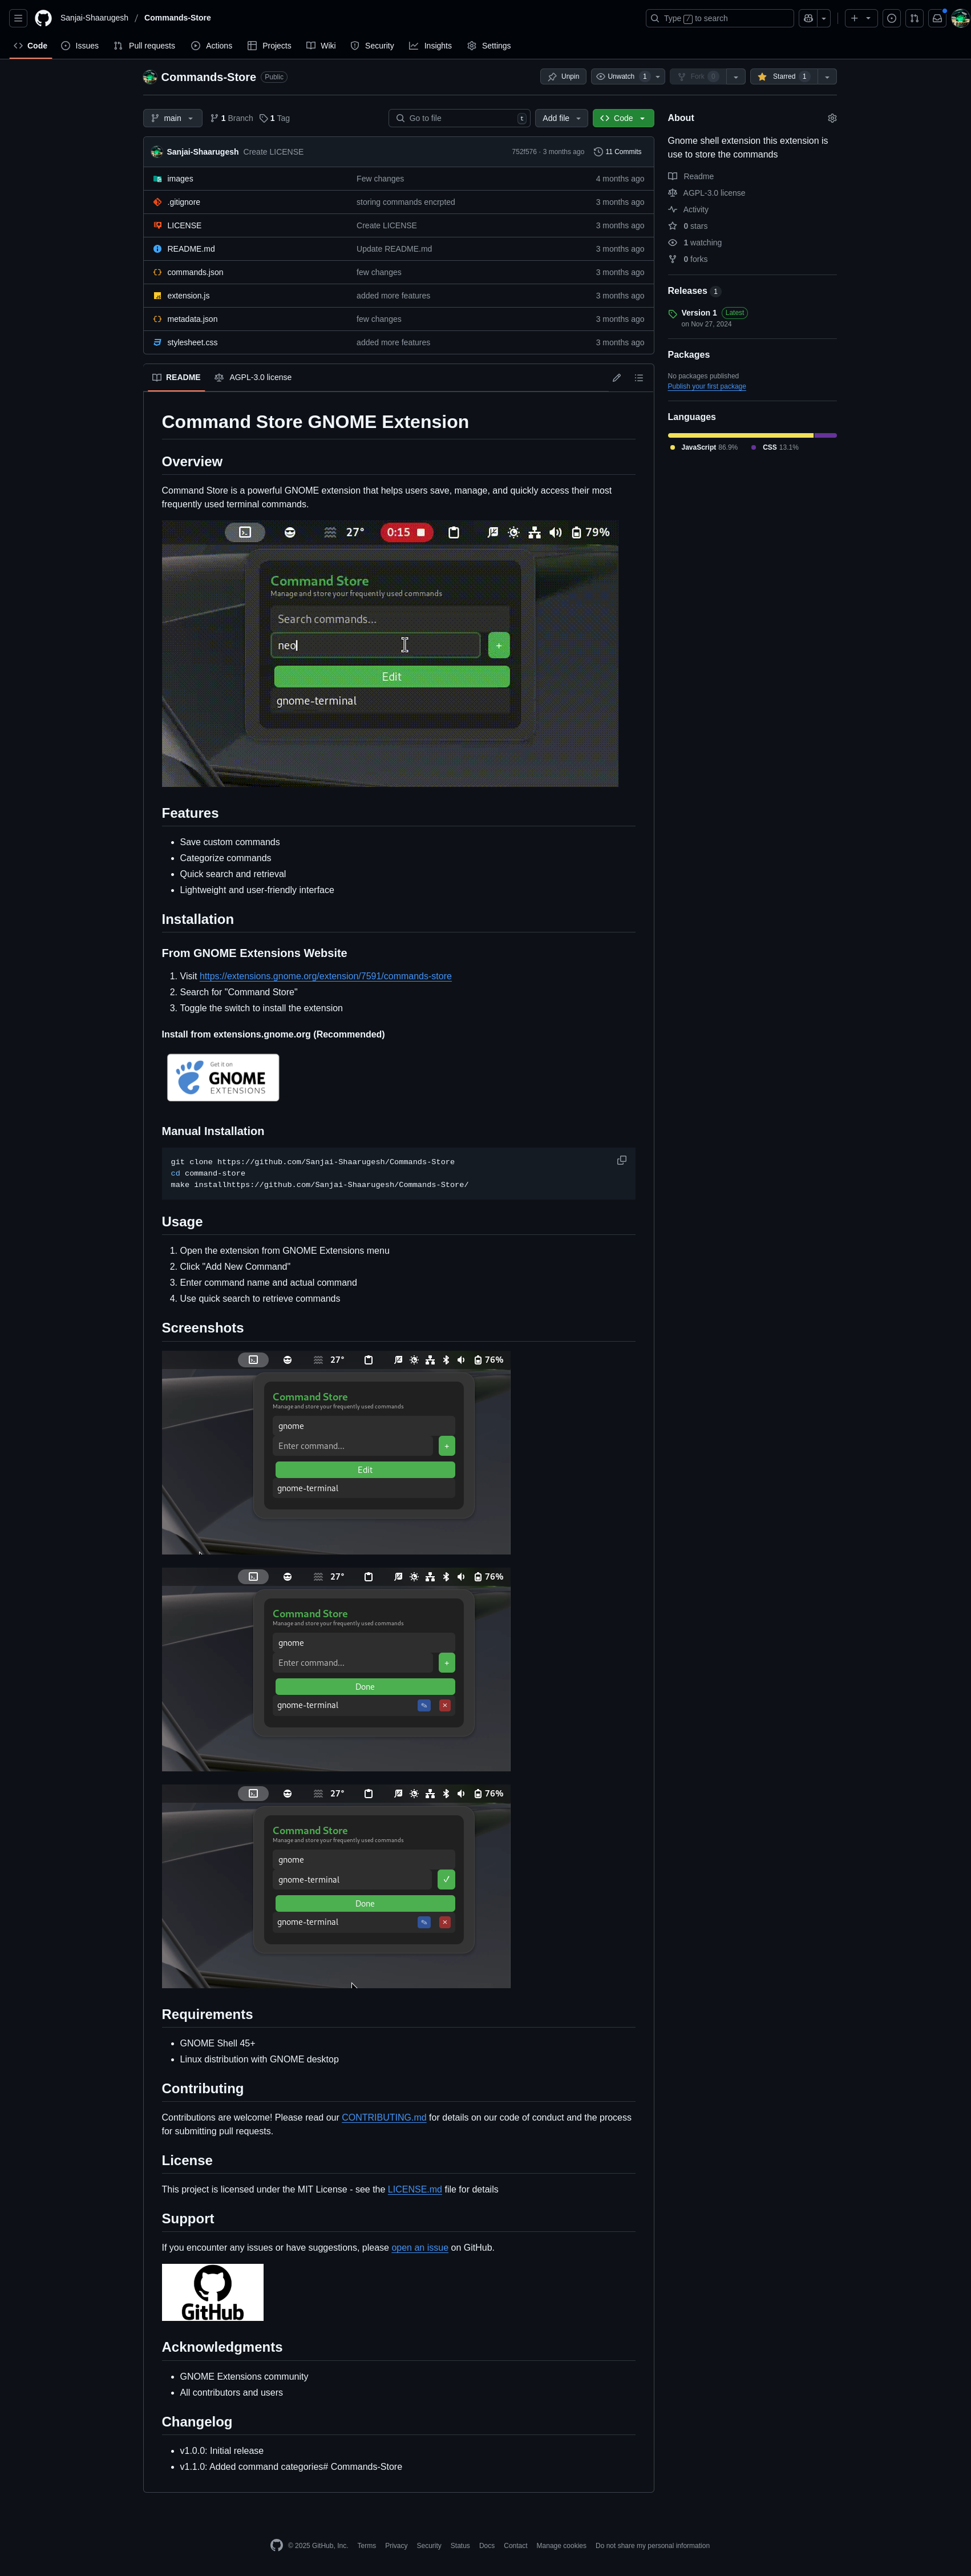 Sanjai-Shaarugesh / Commands-Store
Type / to search
Code Issues Pull requests Actions Projects Wiki Security Insights Settings
Commands-Store Public
Unpin Unwatch 1 Fork 0 Starred 1
main 1 Branch 1 Tag Go to file t Add file Code
Sanjai-Shaarugesh Create LICENSE 752f576 · 3 months ago 11 Commits
images Few changes 4 months ago
.gitignore storing commands encrpted 3 months ago
LICENSE Create LICENSE 3 months ago
README.md Update README.md 3 months ago
commands.json few changes 3 months ago
extension.js added more features 3 months ago
metadata.json few changes 3 months ago
stylesheet.css added more features 3 months ago
About
Gnome shell extension this extension is
use to store the commands
Readme
AGPL-3.0 license
Activity
0 stars
1 watching
0 forks
Releases 1
Version 1 Latest
on Nov 27, 2024
Packages
No packages published
Publish your first package
Languages
JavaScript 86.9% CSS 13.1%
README AGPL-3.0 license
Command Store GNOME Extension
Overview
Command Store is a powerful GNOME extension that helps users save, manage, and quickly access their most
frequently used terminal commands.
27° 0:15 79%
Command Store
Manage and store your frequently used commands
Search commands...
neo +
Edit
gnome-terminal
Features
Save custom commands
Categorize commands
Quick search and retrieval
Lightweight and user-friendly interface
Installation
From GNOME Extensions Website
1. Visit https://extensions.gnome.org/extension/7591/commands-store
2. Search for "Command Store"
3. Toggle the switch to install the extension
Install from extensions.gnome.org (Recommended)
Get it on
GNOME
EXTENSIONS
Manual Installation
git clone https://github.com/Sanjai-Shaarugesh/Commands-Store
cd command-store
make installhttps://github.com/Sanjai-Shaarugesh/Commands-Store/
Usage
1. Open the extension from GNOME Extensions menu
2. Click "Add New Command"
3. Enter command name and actual command
4. Use quick search to retrieve commands
Screenshots
27° 76%
Command Store
Manage and store your frequently used commands
gnome
Enter command... +
Edit
gnome-terminal
27° 76%
Command Store
Manage and store your frequently used commands
gnome
Enter command... +
Done
gnome-terminal
27° 76%
Command Store
Manage and store your frequently used commands
gnome
gnome-terminal ✓
Done
gnome-terminal
Requirements
GNOME Shell 45+
Linux distribution with GNOME desktop
Contributing
Contributions are welcome! Please read our CONTRIBUTING.md for details on our code of conduct and the process
for submitting pull requests.
License
This project is licensed under the MIT License - see the LICENSE.md file for details
Support
If you encounter any issues or have suggestions, please open an issue on GitHub.
GitHub
Acknowledgments
GNOME Extensions community
All contributors and users
Changelog
v1.0.0: Initial release
v1.1.0: Added command categories# Commands-Store
© 2025 GitHub, Inc. Terms Privacy Security Status Docs Contact Manage cookies Do not share my personal information